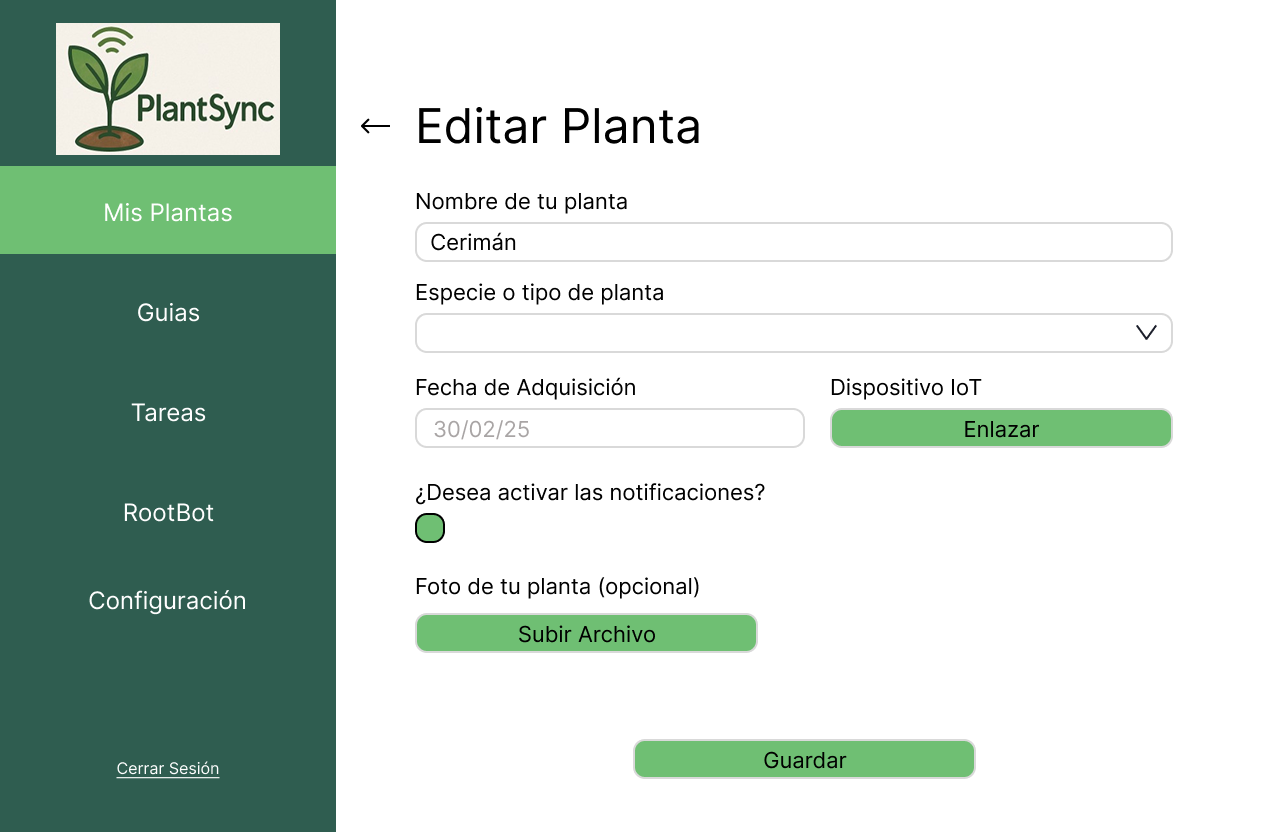 PlantSync
Mis Plantas
Guias
Tareas
RootBot
Configuración
Cerrar Sesión
Editar Planta
Nombre de tu planta
Cerimán
Especie o tipo de planta
Fecha de Adquisición
30/02/25
Dispositivo IoT
Enlazar
¿Desea activar las notificaciones?
Foto de tu planta (opcional)
Subir Archivo
Guardar